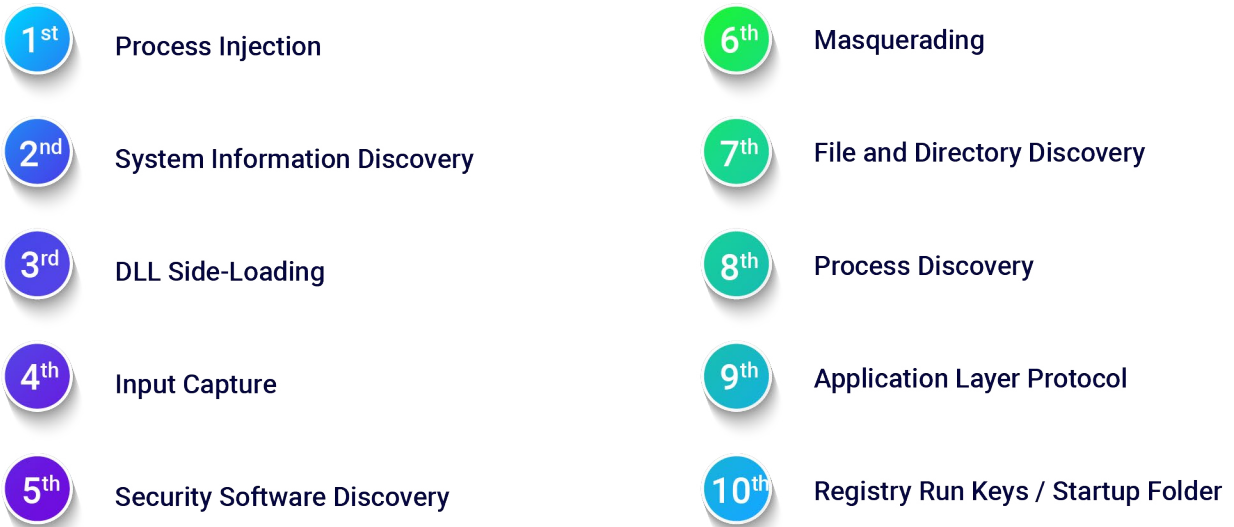 1st Process Injection
2nd System Information Discovery
3rd DLL Side-Loading
4th Input Capture
5th Security Software Discovery
6th Masquerading
7th File and Directory Discovery
8th Process Discovery
9th Application Layer Protocol
10th Registry Run Keys / Startup Folder